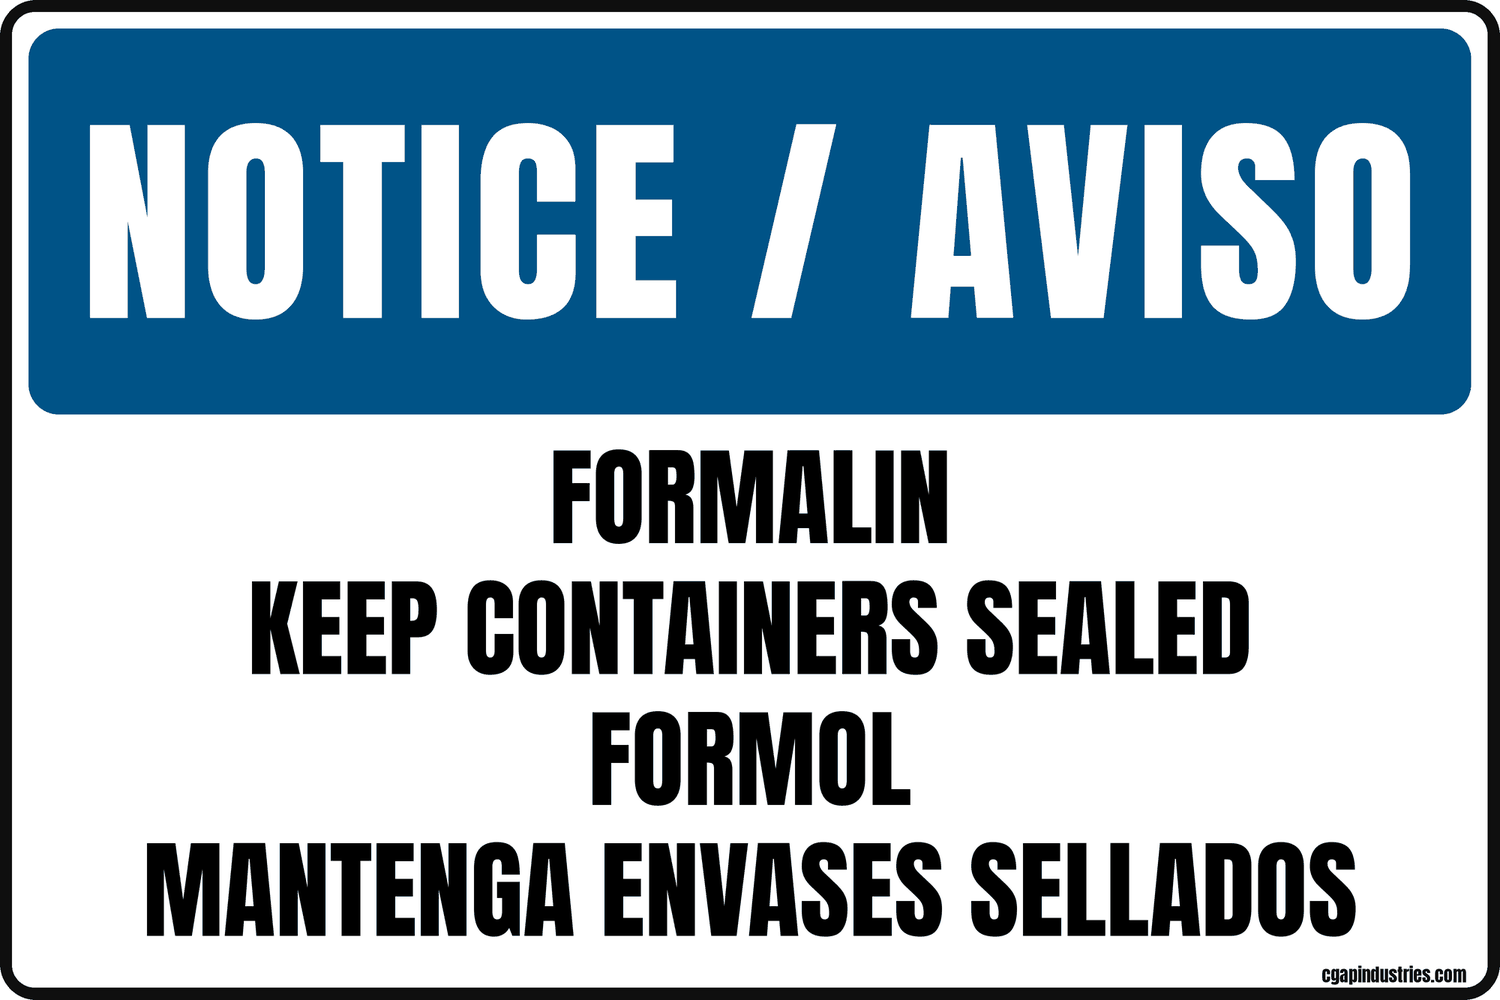 NOTICE / AVISO
FORMALIN
KEEP CONTAINERS SEALED
FORMOL
MANTENGA ENVASES SELLADOS
cgapindustries.com